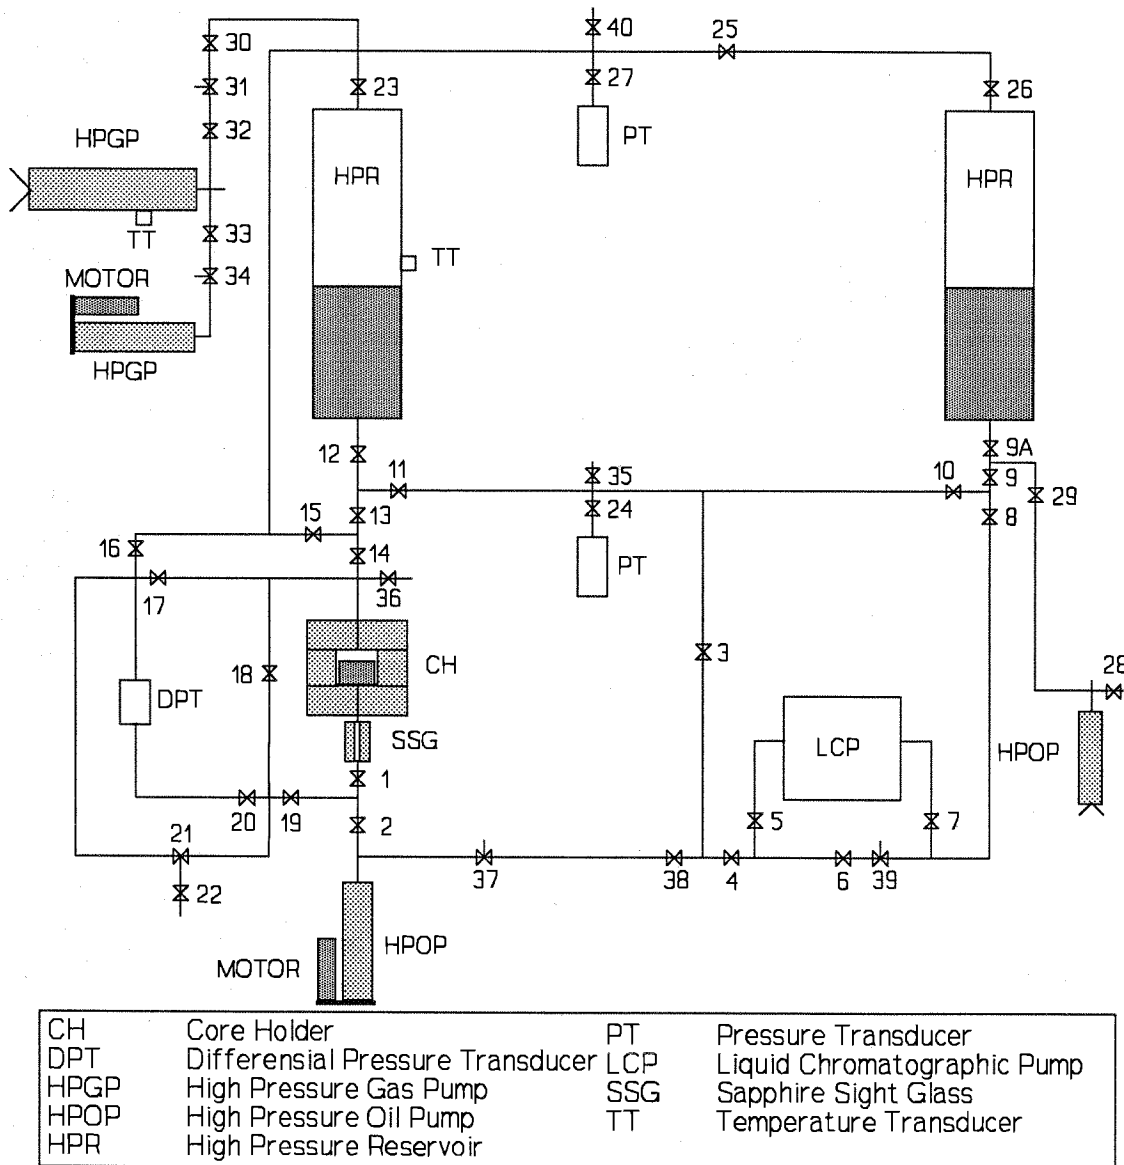 40
25
30
27
31
23
26
HPGP
32
PT
HPR
HPR
TT
33
TT
MOTOR
34
HPGP
12
11
35
10
9A
9
29
15
13
24
8
16
14
PT
17
36
18
CH
3
28
DPT
SSG
LCP
HPOP
1
20
19
2
5
7
21
37
38
4
6
39
22
HPOP
MOTOR
CH Core Holder PT Pressure Transducer
DPT Differensial Pressure Transducer LCP Liquid Chromatographic Pump
HPGP High Pressure Gas Pump SSG Sapphire Sight Glass
HPOP High Pressure Oil Pump TT Temperature Transducer
HPR High Pressure Reservoir